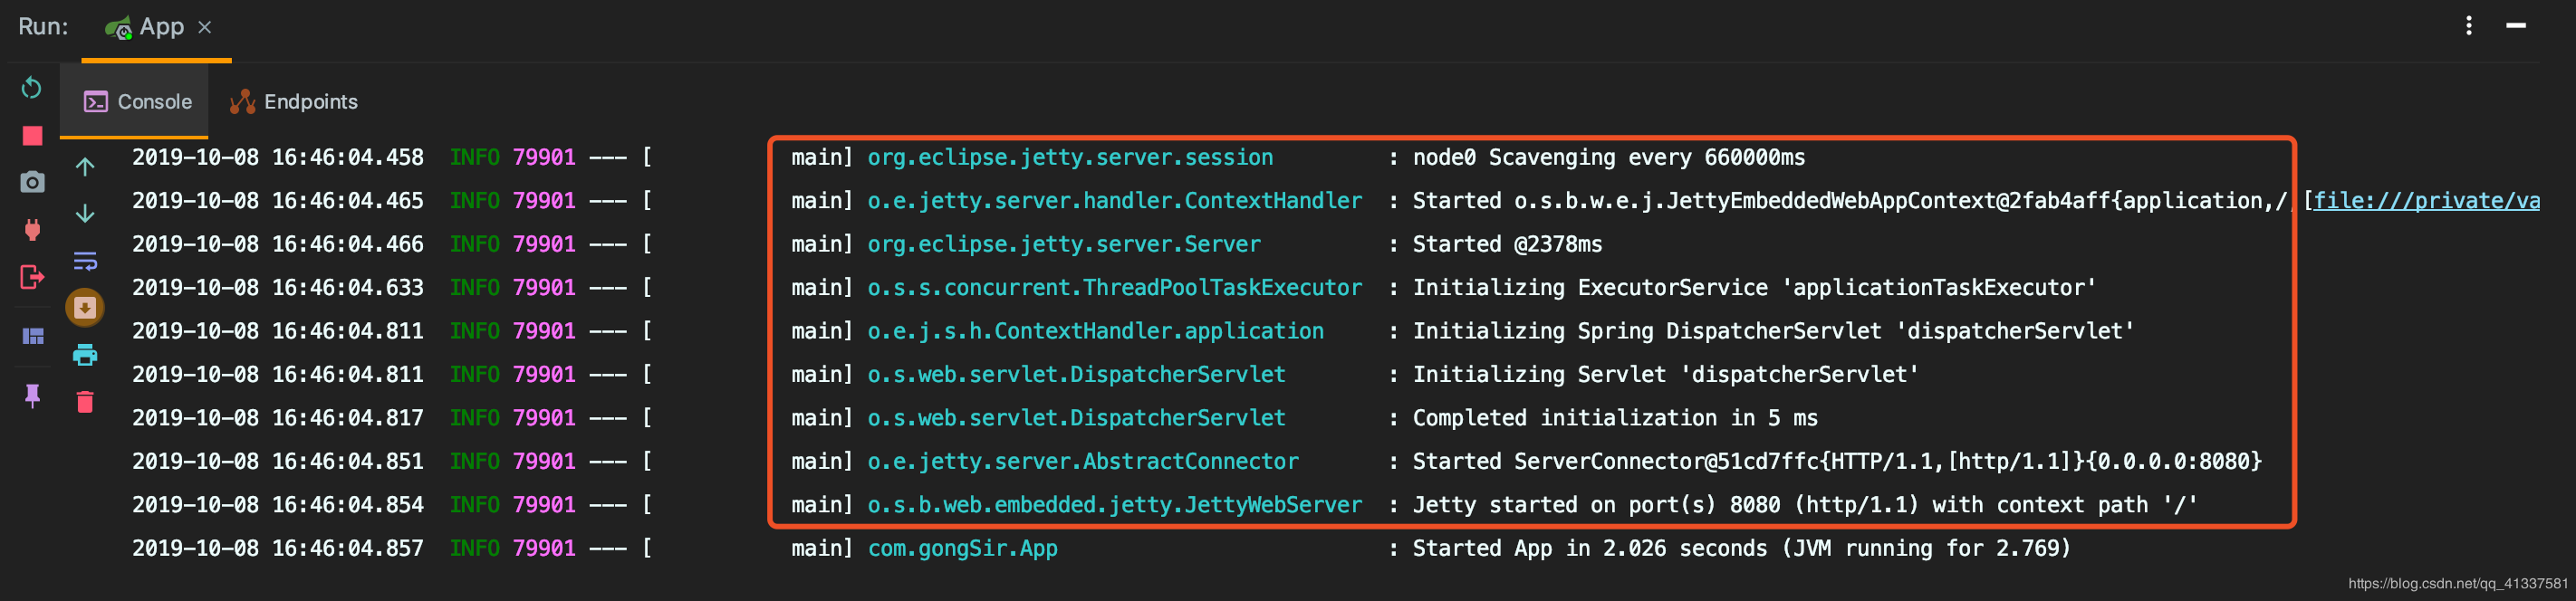 Run: App
Console Endpoints
2019-10-08 16:46:04.458 INFO 79901 --- [ main] org.eclipse.jetty.server.session : node0 Scavenging every 660000ms
2019-10-08 16:46:04.465 INFO 79901 --- [ main] o.e.jetty.server.handler.ContextHandler : Started o.s.b.w.e.j.JettyEmbeddedWebAppContext@2fab4aff{application,/,[file:///private/va
2019-10-08 16:46:04.466 INFO 79901 --- [ main] org.eclipse.jetty.server.Server : Started @2378ms
2019-10-08 16:46:04.633 INFO 79901 --- [ main] o.s.s.concurrent.ThreadPoolTaskExecutor : Initializing ExecutorService 'applicationTaskExecutor'
2019-10-08 16:46:04.811 INFO 79901 --- [ main] o.e.j.s.h.ContextHandler.application : Initializing Spring DispatcherServlet 'dispatcherServlet'
2019-10-08 16:46:04.811 INFO 79901 --- [ main] o.s.web.servlet.DispatcherServlet : Initializing Servlet 'dispatcherServlet'
2019-10-08 16:46:04.817 INFO 79901 --- [ main] o.s.web.servlet.DispatcherServlet : Completed initialization in 5 ms
2019-10-08 16:46:04.851 INFO 79901 --- [ main] o.e.jetty.server.AbstractConnector : Started ServerConnector@51cd7ffc{HTTP/1.1,[http/1.1]}{0.0.0.0:8080}
2019-10-08 16:46:04.854 INFO 79901 --- [ main] o.s.b.web.embedded.jetty.JettyWebServer : Jetty started on port(s) 8080 (http/1.1) with context path '/'
2019-10-08 16:46:04.857 INFO 79901 --- [ main] com.gongSir.App : Started App in 2.026 seconds (JVM running for 2.769)
https://blog.csdn.net/qq_41337581